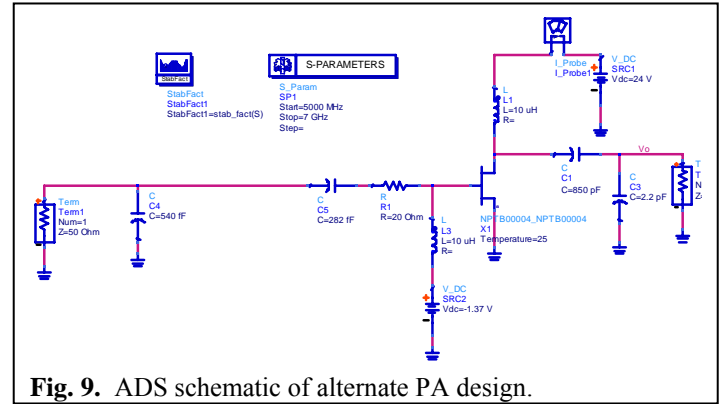 I_Probe
I_Probe1
V_DC
SRC1
Vdc=24 V
StabFact
StabFact
StabFact1
StabFact1=stab_fact(S)
S-PARAMETERS
S_Param
SP1
Start=5000 MHz
Stop=7 GHz
Step=
L
L1
L=10 uH
R=
Vo
C
C1
C=850 pF
C
C3
C=2.2 pF
T
T
N
Z
Term
Term1
Num=1
Z=50 Ohm
C
C4
C=540 fF
C
C5
C=282 fF
R
R1
R=20 Ohm
L
L3
L=10 uH
R=
NPTB00004_NPTB00004
X1
Temperature=25
V_DC
SRC2
Vdc=-1.37 V
Fig. 9. ADS schematic of alternate PA design.